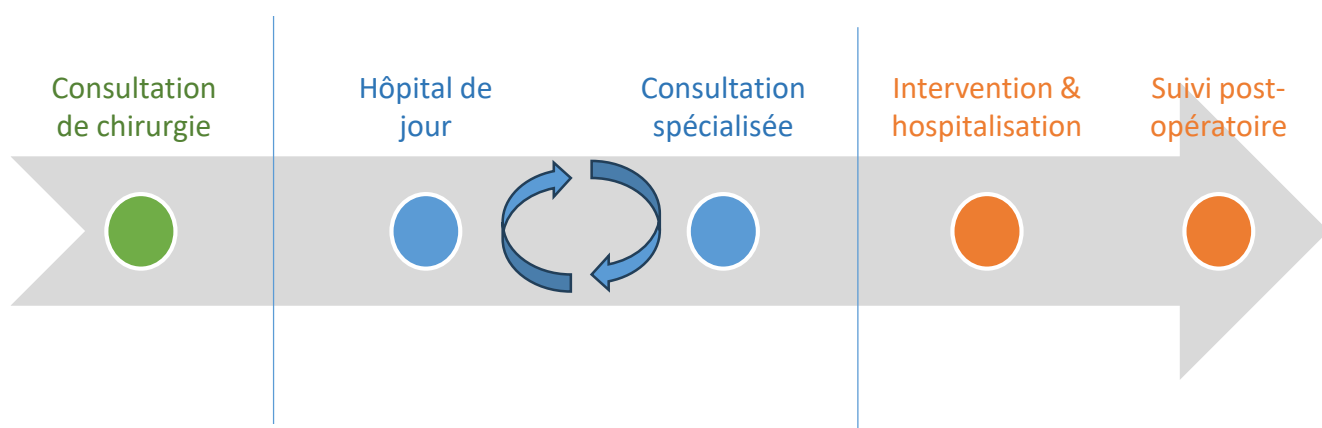 Consultation
de chirurgie
Hôpital de
jour
Consultation
spécialisée
Intervention &
hospitalisation
Suivi post-
opératoire